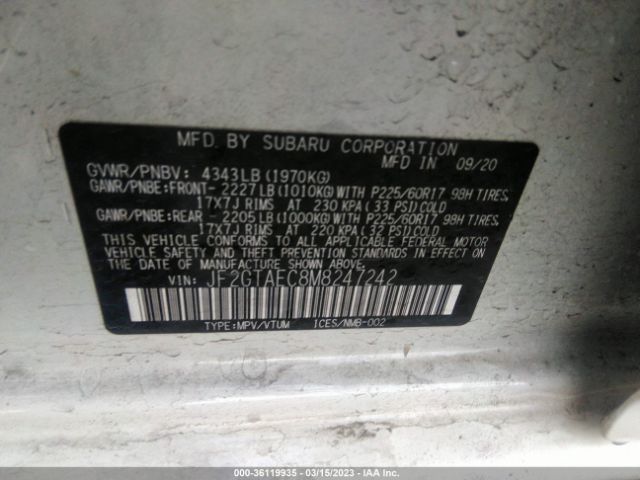 MFD. BY SUBARU CORPORATION
MFD IN 09/20
GVWR/PNBV: 4343LB (1970KG)
GAWR/PNBE:FRONT- 2227LB (1010KG) WITH P225/60R17 98H TIRES,
17X7J RIMS AT 230 KPA (33 PSI) COLD
GAWR/PNBE:REAR - 2205LB (1000KG) WITH P225/60R17 98H TIRES,
17X7J RIMS AT 220 KPA (32 PSI) COLD
THIS VEHICLE CONFORMS TO ALL APPLICABLE FEDERAL MOTOR
VEHICLE SAFETY AND BUMPER STANDARDS IN EFFECT ON
THE DATE OF MANUFACTURE SHOWN ABOVE.
VIN: JF2GTAEC8M8247242
TYPE:MPV/VTUM ICES/NMB-002
000-36119935 - 03/15/2023 - IAA Inc.